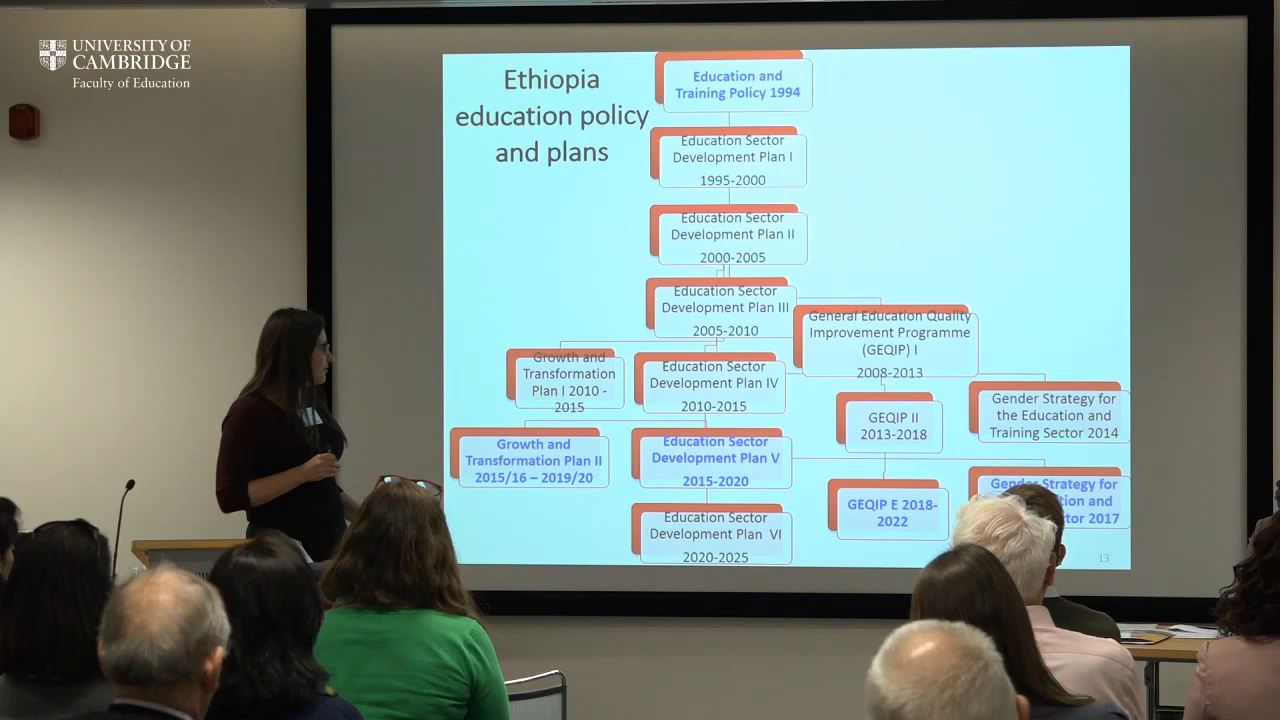 UNIVERSITY OF
CAMBRIDGE
Faculty of Education
Ethiopia
education policy
and plans
Education and
Training Policy 1994
Education Sector
Development Plan I
1995-2000
Education Sector
Development Plan II
2000-2005
Education Sector
Development Plan III
2005-2010
General Education Quality
Improvement Programme
(GEQIP) I
2008-2013
Growth and
Transformation
Plan I 2010 -
2015
Education Sector
Development Plan IV
2010-2015
GEQIP II
2013-2018
Gender Strategy for
the Education and
Training Sector 2014
Growth and
Transformation Plan II
2015/16 – 2019/20
Education Sector
Development Plan V
2015-2020
GEQIP E 2018-
2022
Gender Strategy for
and
2017
Education Sector
Development Plan VI
2020-2025
13